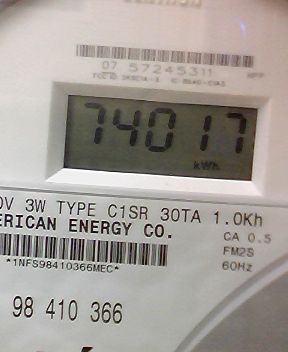 07 57245311
74017
kWh
0V 3W TYPE C1SR 30TA 1.0Kh
ERICAN ENERGY CO.
CA 0.5
*1NFS98410366MEC*
FM2S
60Hz
98 410 366